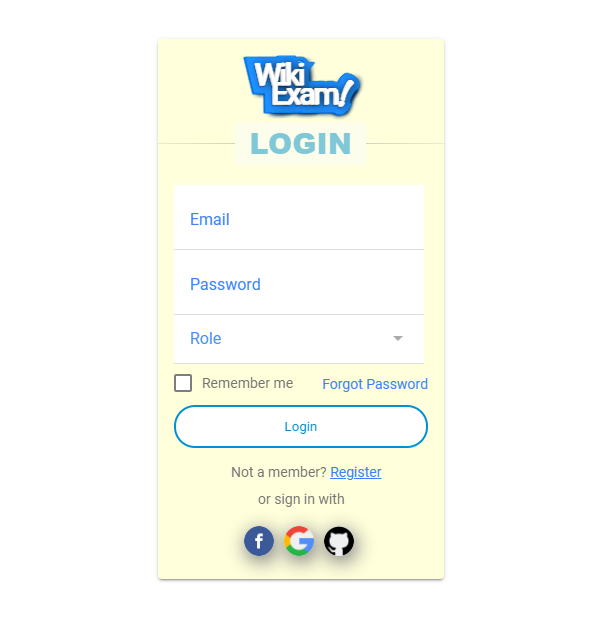 Wiki
Exam!
LOGIN
Email
Password
Role
Remember me Forgot Password
Login
Not a member? Register
or sign in with